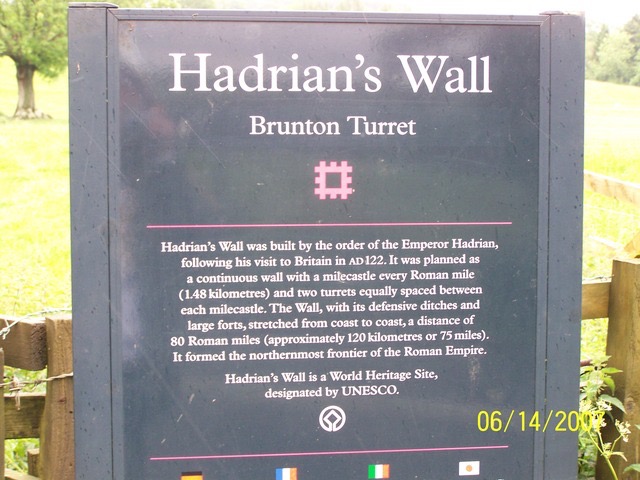 Hadrian's Wall
Brunton Turret
Hadrian's Wall was built by the order of the Emperor Hadrian,
following his visit to Britain in AD 122. It was planned as
a continuous wall with a milecastle every Roman mile
(1.48 kilometres) and two turrets equally spaced between
each milecastle. The Wall, with its defensive ditches and
large forts, stretched from coast to coast, a distance of
80 Roman miles (approximately 120 kilometres or 75 miles).
It formed the northernmost frontier of the Roman Empire.
Hadrian's Wall is a World Heritage Site,
designated by UNESCO.